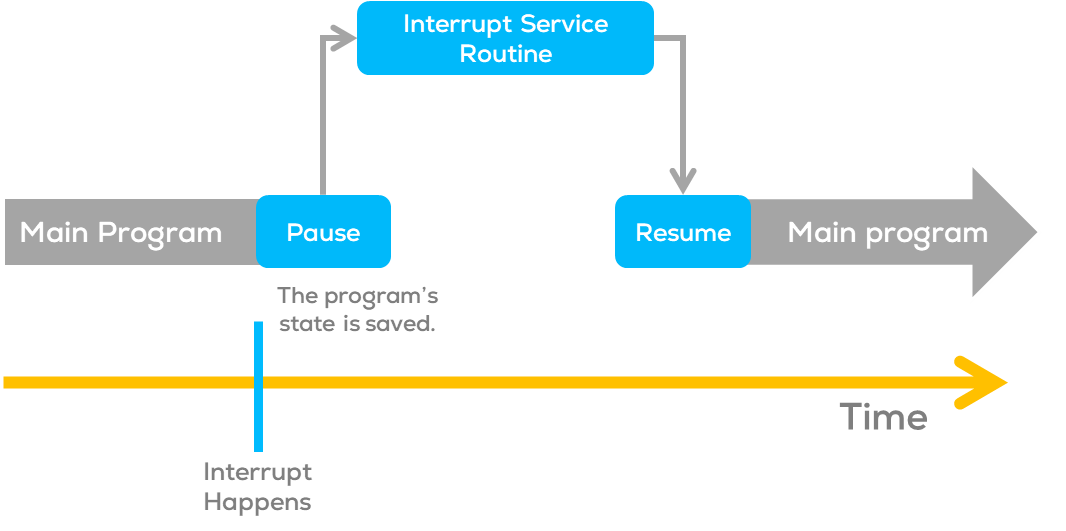 Interrupt Service
Routine
Main Program
Pause
Resume
Main program
The program’s
state is saved.
Time
Interrupt
Happens